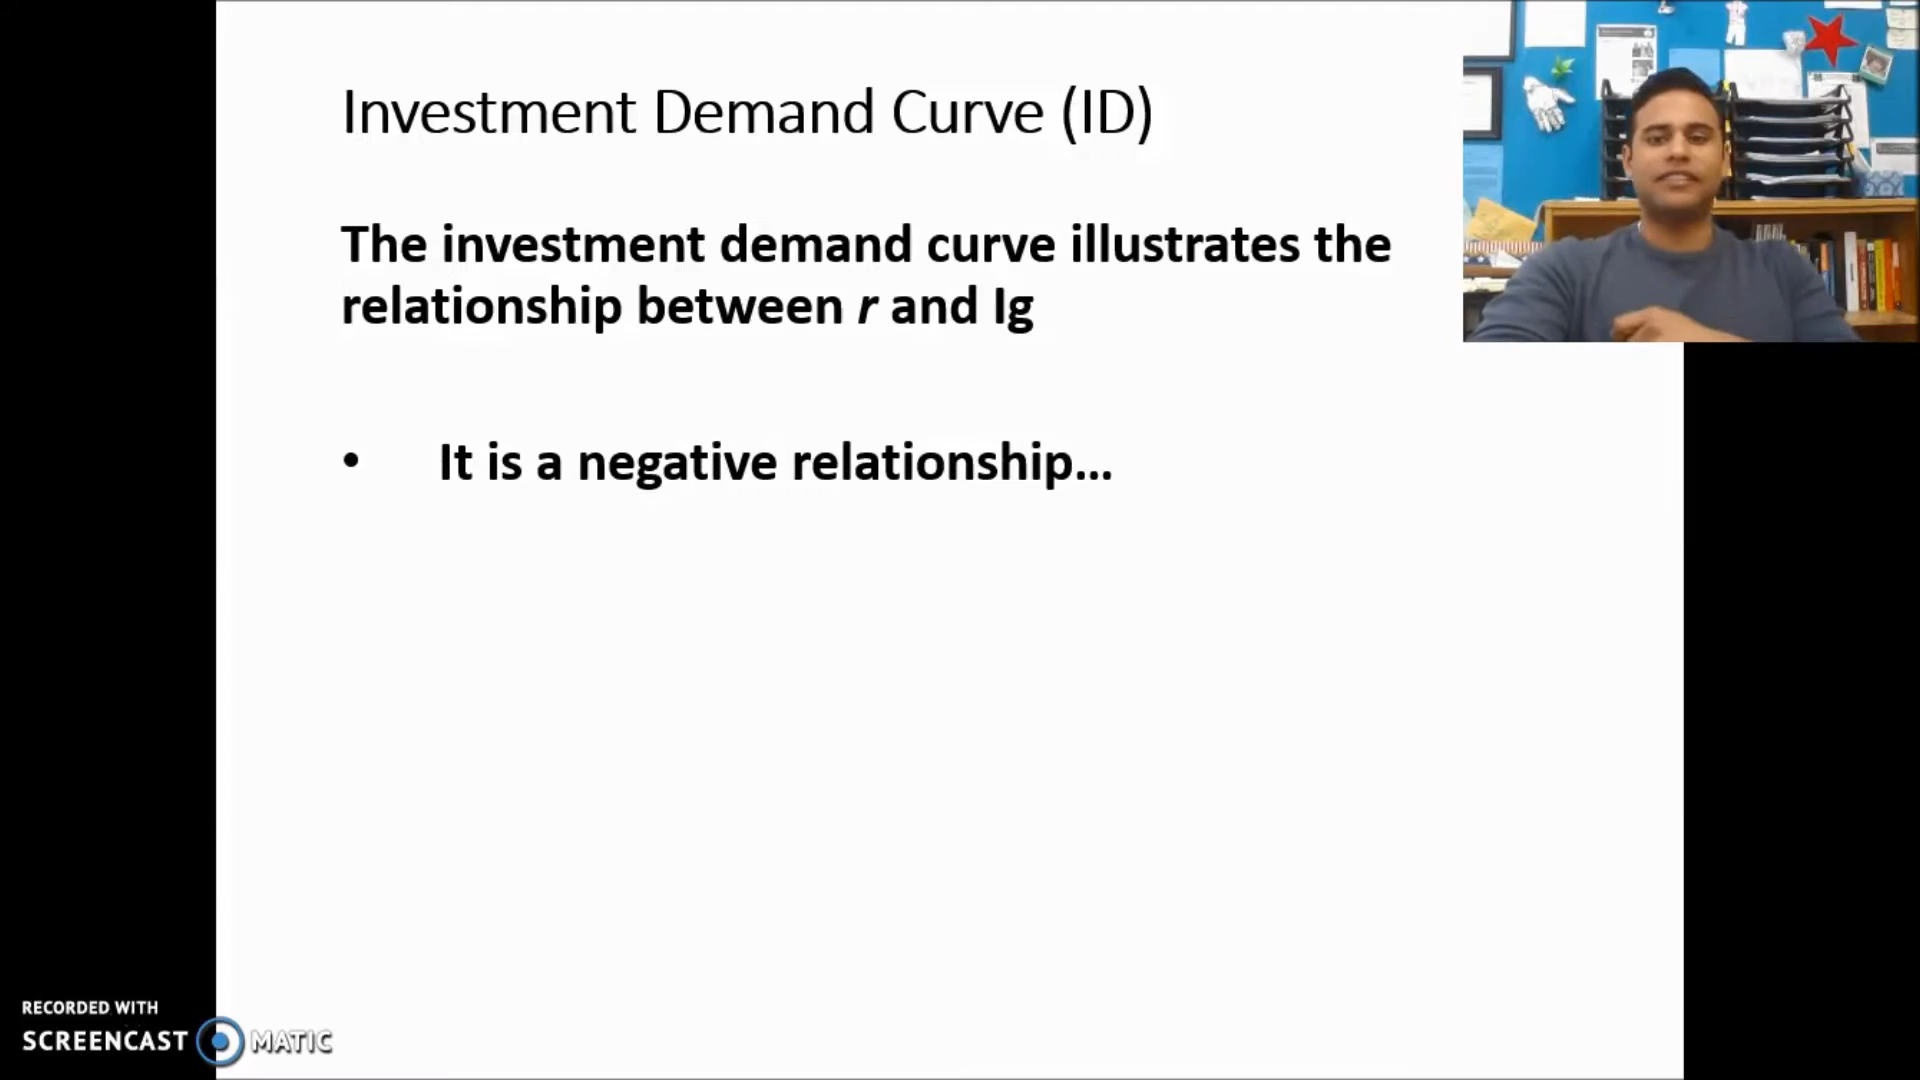 Investment Demand Curve (ID)
The investment demand curve illustrates the
relationship between r and Ig
• It is a negative relationship...
RECORDED WITH
SCREENCAST MATIC